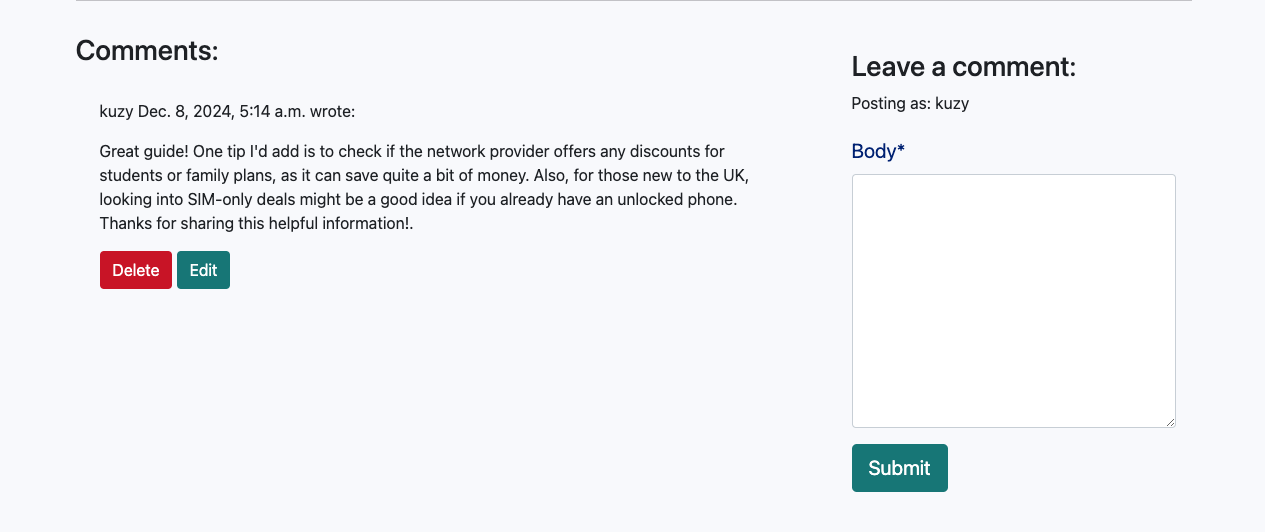 Comments:
kuzy Dec. 8, 2024, 5:14 a.m. wrote:
Great guide! One tip I'd add is to check if the network provider offers any discounts for
students or family plans, as it can save quite a bit of money. Also, for those new to the UK,
looking into SIM-only deals might be a good idea if you already have an unlocked phone.
Thanks for sharing this helpful information!.
Delete Edit
Leave a comment:
Posting as: kuzy
Body*
Submit